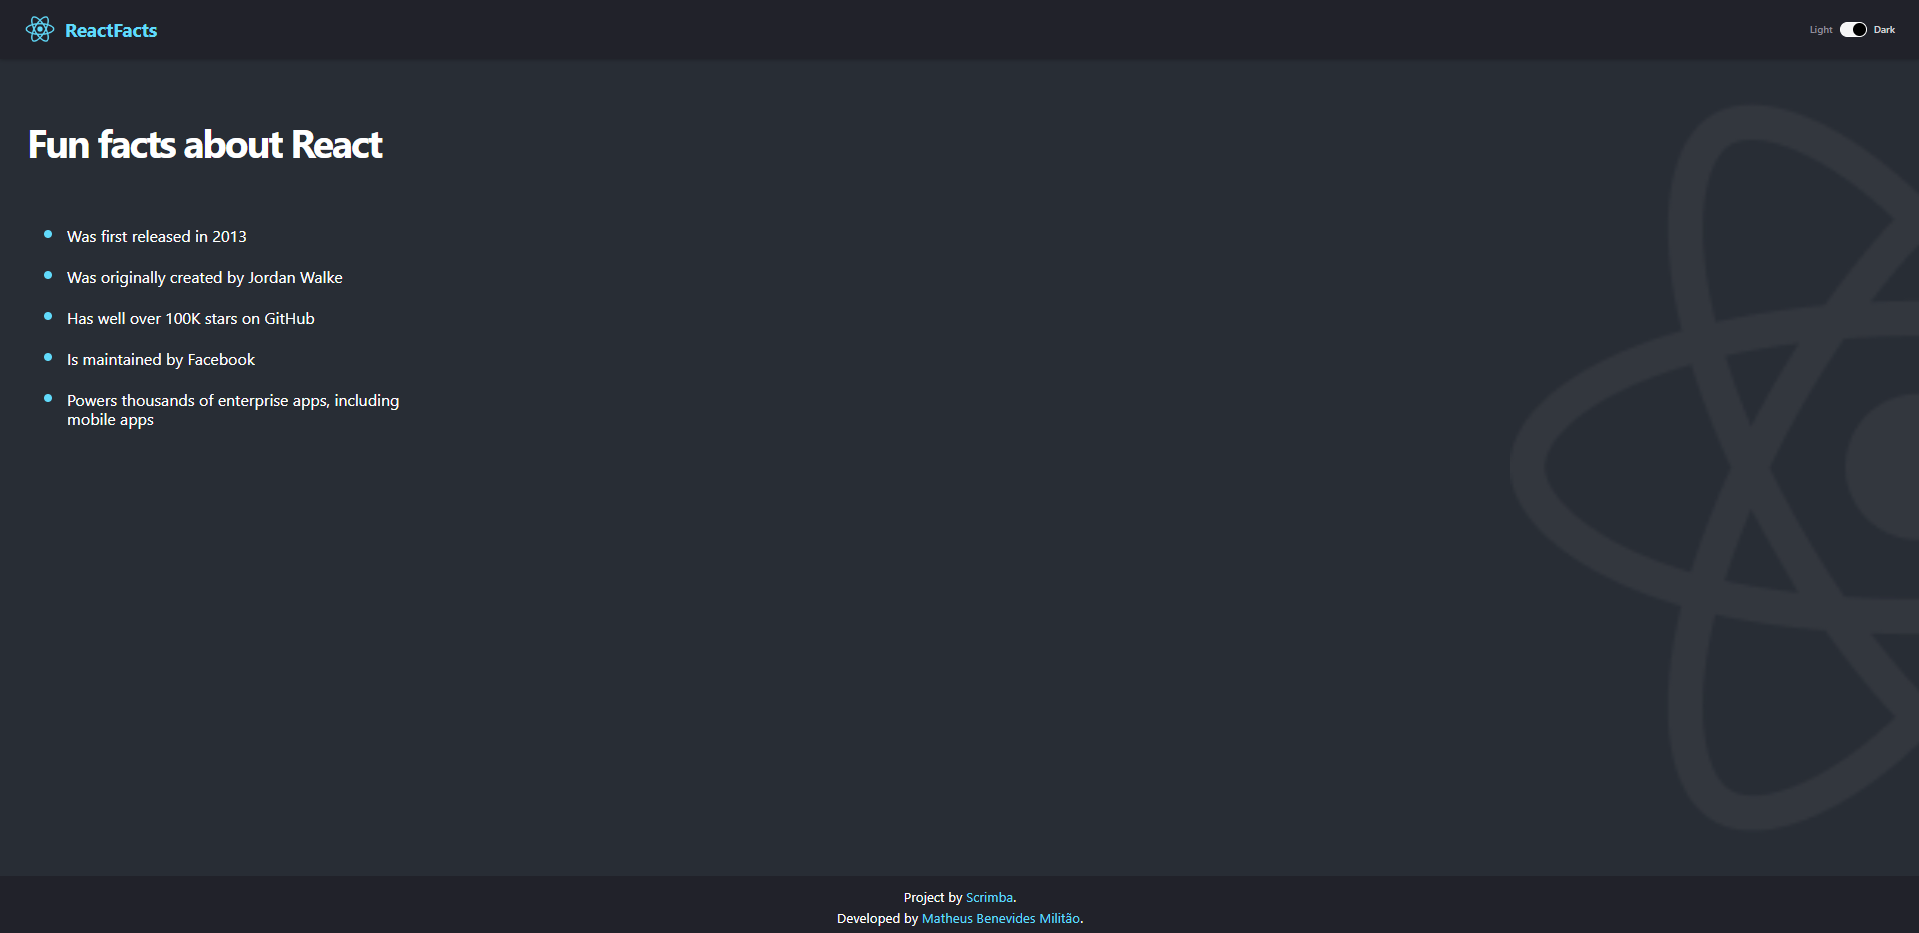 ReactFacts
Light
Dark
Fun facts about React
Was first released in 2013
Was originally created by Jordan Walke
Has well over 100K stars on GitHub
Is maintained by Facebook
Powers thousands of enterprise apps, including
mobile apps
Project by Scrimba.
Developed by Matheus Benevides Militão.